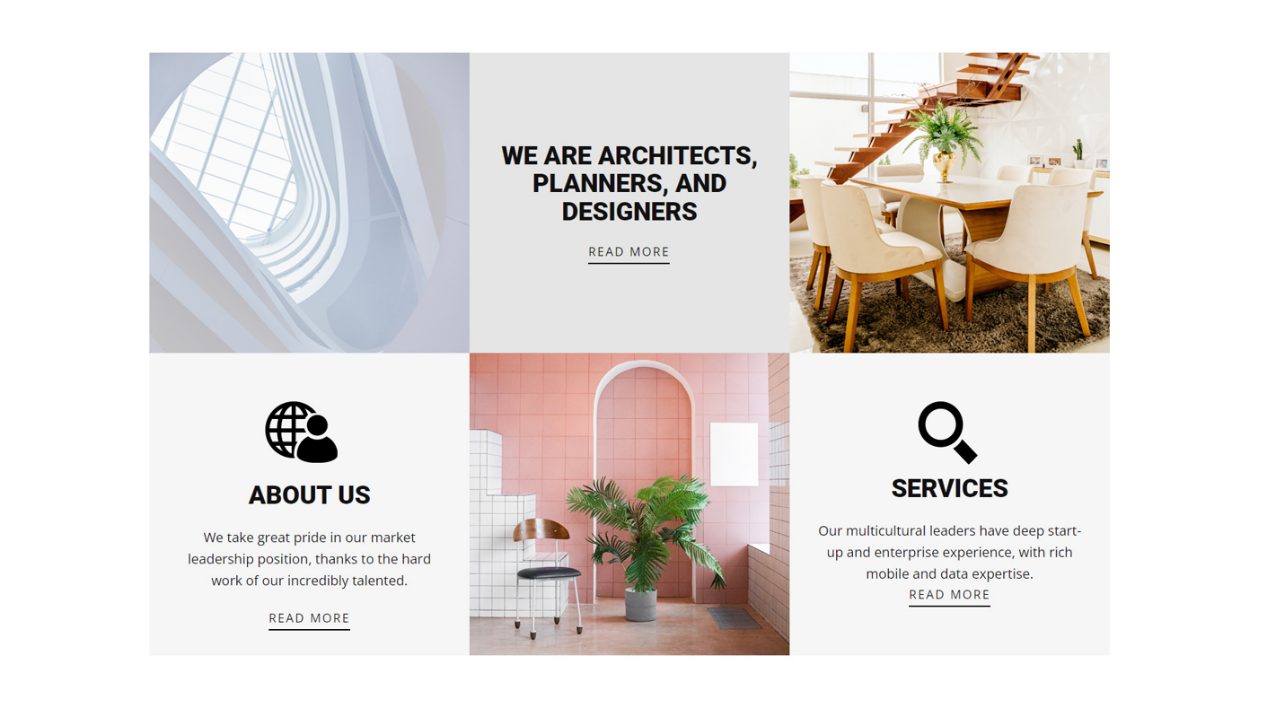 WE ARE ARCHITECTS,
PLANNERS, AND
DESIGNERS
READ MORE
ABOUT US
We take great pride in our market
leadership position, thanks to the hard
work of our incredibly talented.
READ MORE
SERVICES
Our multicultural leaders have deep start-
up and enterprise experience, with rich
mobile and data expertise.
READ MORE